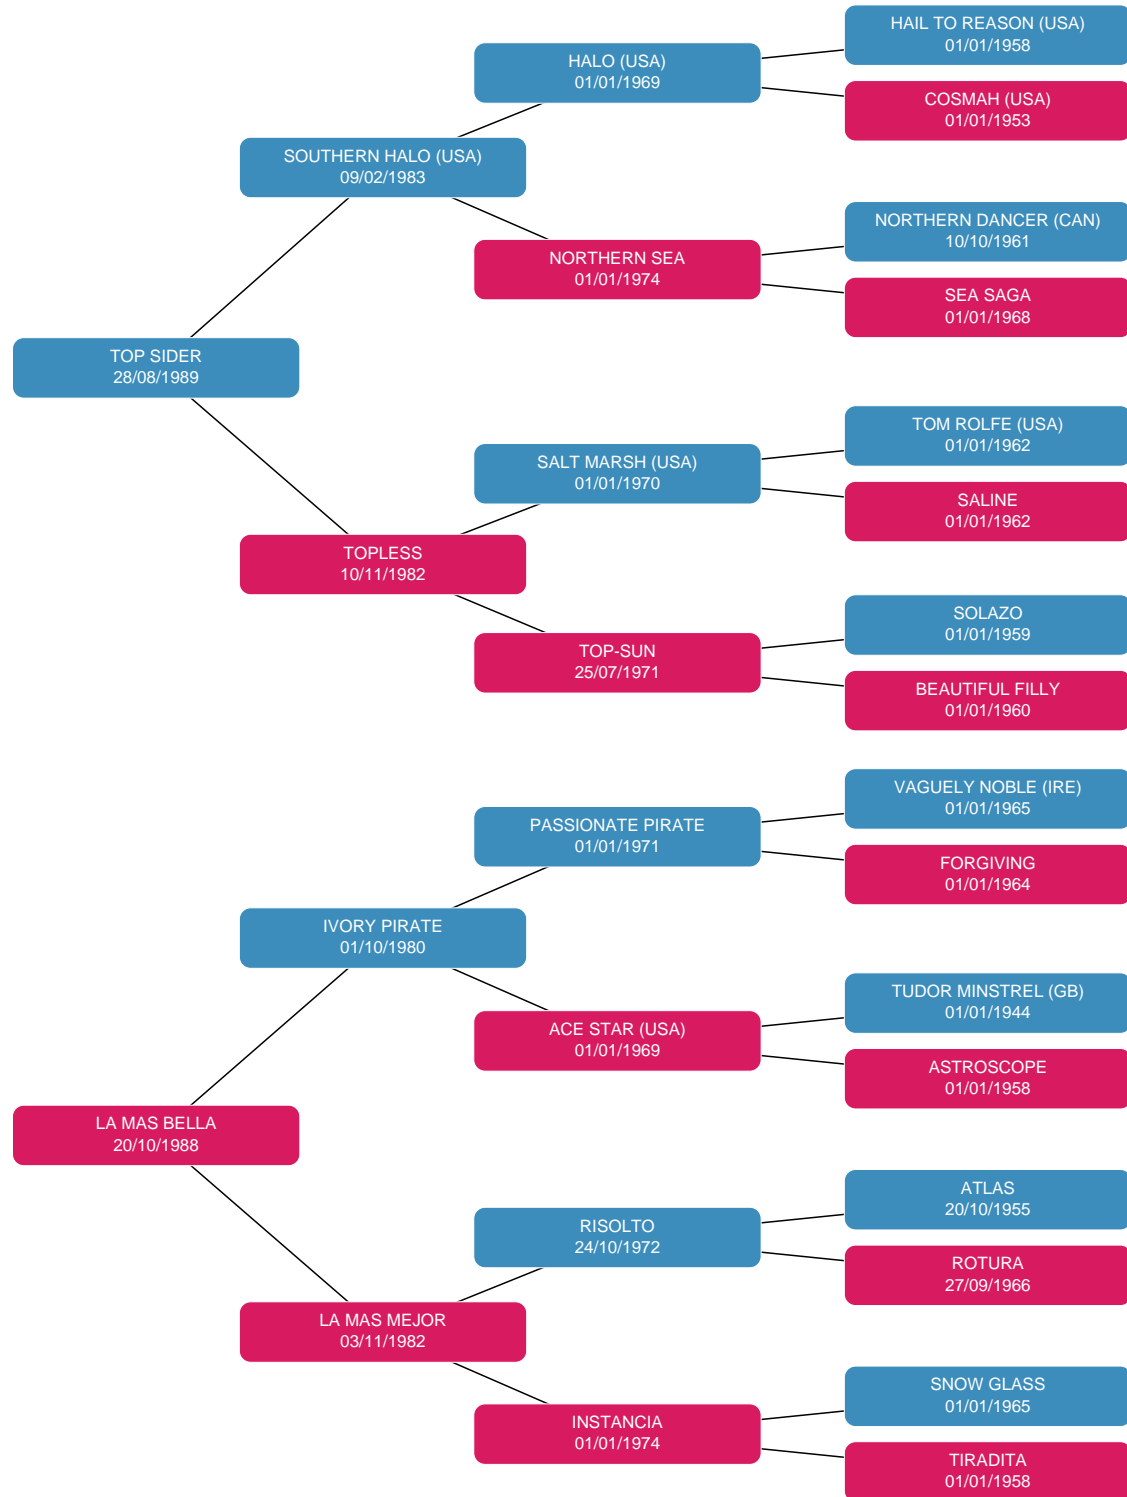 HAIL TO REASON (USA)
01/01/1958
HALO (USA)
01/01/1969
COSMAH (USA)
01/01/1953
SOUTHERN HALO (USA)
09/02/1983
NORTHERN DANCER (CAN)
10/10/1961
NORTHERN SEA
01/01/1974
SEA SAGA
01/01/1968
TOP SIDER
28/08/1989
TOM ROLFE (USA)
01/01/1962
SALT MARSH (USA)
01/01/1970
SALINE
01/01/1962
TOPLESS
10/11/1982
SOLAZO
01/01/1959
TOP-SUN
25/07/1971
BEAUTIFUL FILLY
01/01/1960
VAGUELY NOBLE (IRE)
01/01/1965
PASSIONATE PIRATE
01/01/1971
FORGIVING
01/01/1964
IVORY PIRATE
01/10/1980
TUDOR MINSTREL (GB)
01/01/1944
ACE STAR (USA)
01/01/1969
ASTROSCOPE
01/01/1958
LA MAS BELLA
20/10/1988
ATLAS
20/10/1955
RISOLTO
24/10/1972
ROTURA
27/09/1966
LA MAS MEJOR
03/11/1982
SNOW GLASS
01/01/1965
INSTANCIA
01/01/1974
TIRADITA
01/01/1958